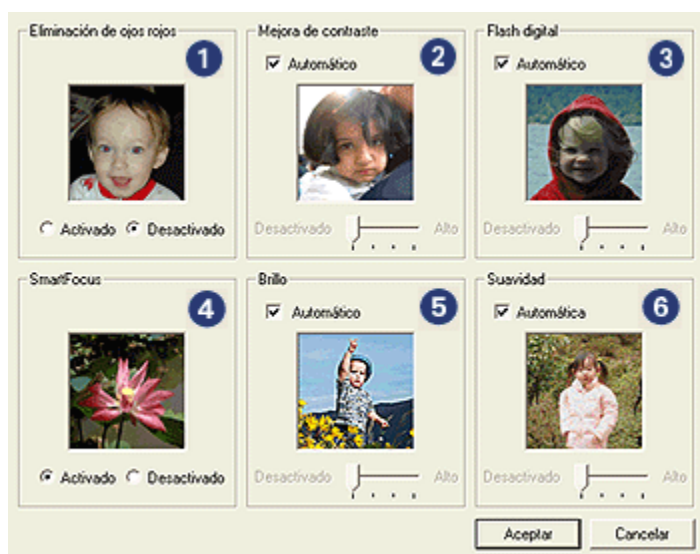 Eliminación de ojos rojos
1
Activado Desactivado
Mejora de contraste
2
Automático
Desactivado Alto
Flash digital
3
Automático
Desactivado Alto
SmartFocus
4
Activado Desactivado
Brillo
5
Automático
Desactivado Alto
Suavidad
6
Automática
Desactivado Alto
Aceptar Cancelar